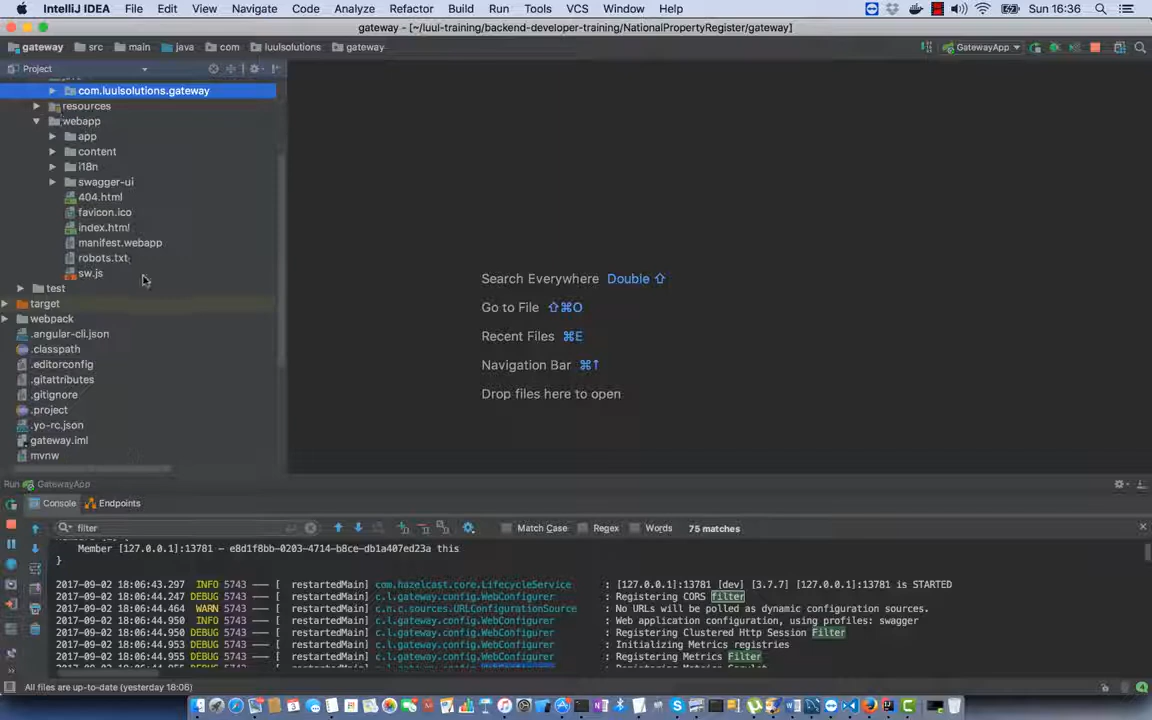 IntelliJ IDEA File Edit View Navigate Code Analyze Refactor Build Run Tools VCS Window Help Sun 16:36
gateway - [~/luul-training/backend-developer-training/NationalPropertyRegister/gateway]
gateway src main java com luulsolutions gateway GatewayApp
Project
com.luulsolutions.gateway
resources
webapp
app
content
i18n
swagger-ui
404.html
favicon.ico
index.html
manifest.webapp
robots.txt
sw.js
test
target
webpack
.angular-cli.json
.classpath
.editorconfig
.gitattributes
.gitignore
.project
.yo-rc.json
gateway.iml
mvnw
Search Everywhere Double ⇧
Go to File ⇧⌘O
Recent Files ⌘E
Navigation Bar ⌘↑
Drop files here to open
Run GatewayApp
Console Endpoints
filter Match Case Regex Words 75 matches
Member [127.0.0.1]:13781 - e8d1f8bb-0203-4714-b8ce-db1a407ed23a this
}
2017-09-02 18:06:43.297 INFO 5743 --- [ restartedMain] com.hazelcast.core.LifecycleService : [127.0.0.1]:13781 [dev] [3.7.7] [127.0.0.1]:13781 is STARTED
2017-09-02 18:06:44.247 DEBUG 5743 --- [ restartedMain] c.l.gateway.config.WebConfigurer : Registering CORS filter
2017-09-02 18:06:44.464 WARN 5743 --- [ restartedMain] c.n.c.sources.URLConfigurationSource : No URLs will be polled as dynamic configuration sources.
2017-09-02 18:06:44.950 INFO 5743 --- [ restartedMain] c.l.gateway.config.WebConfigurer : Web application configuration, using profiles: swagger
2017-09-02 18:06:44.950 DEBUG 5743 --- [ restartedMain] c.l.gateway.config.WebConfigurer : Registering Clustered Http Session Filter
2017-09-02 18:06:44.953 DEBUG 5743 --- [ restartedMain] c.l.gateway.config.WebConfigurer : Initializing Metrics registries
2017-09-02 18:06:44.955 DEBUG 5743 --- [ restartedMain] c.l.gateway.config.WebConfigurer : Registering Metrics Filter
All files are up-to-date (yesterday 18:06)